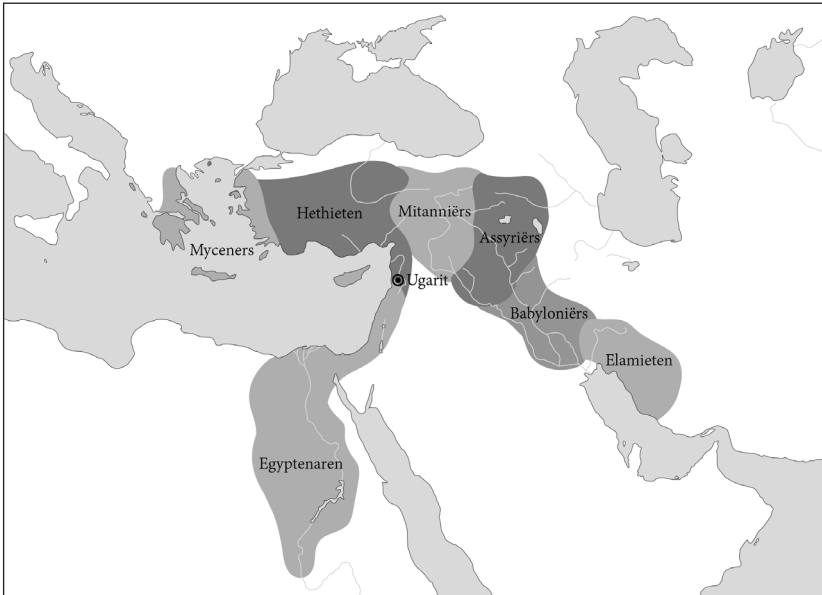 Hethieten
Mitanniërs
Assyriërs
Myceners
Ugarit
Babyloniërs
Elamieten
Egyptenaren